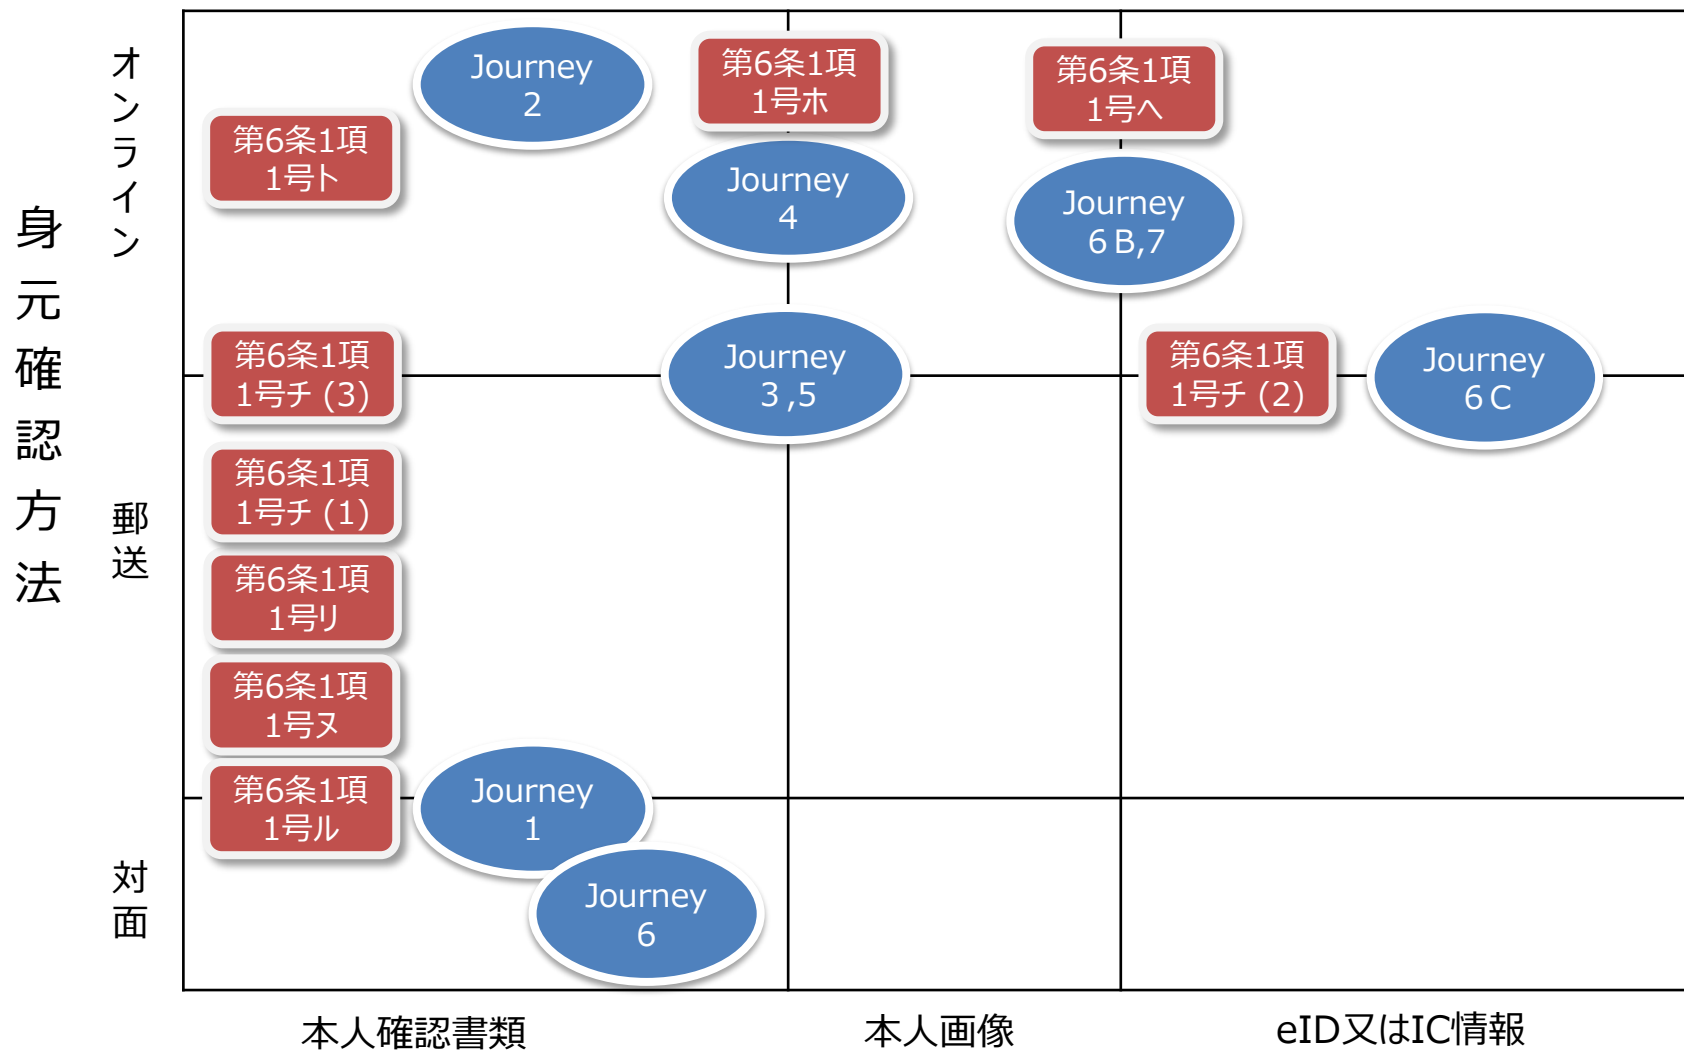 身元確認方法
オンライン
郵送
対面
Journey
2
第6条1項
1号ホ
第6条1項
1号ヘ
第6条1項
1号ト
Journey
4
Journey
6B,7
第6条1項
1号チ (3)
Journey
3,5
第6条1項
1号チ (2)
Journey
6C
第6条1項
1号チ (1)
第6条1項
1号リ
第6条1項
1号ヌ
第6条1項
1号ル
Journey
1
Journey
6
本人確認書類
本人画像
eID又はIC情報